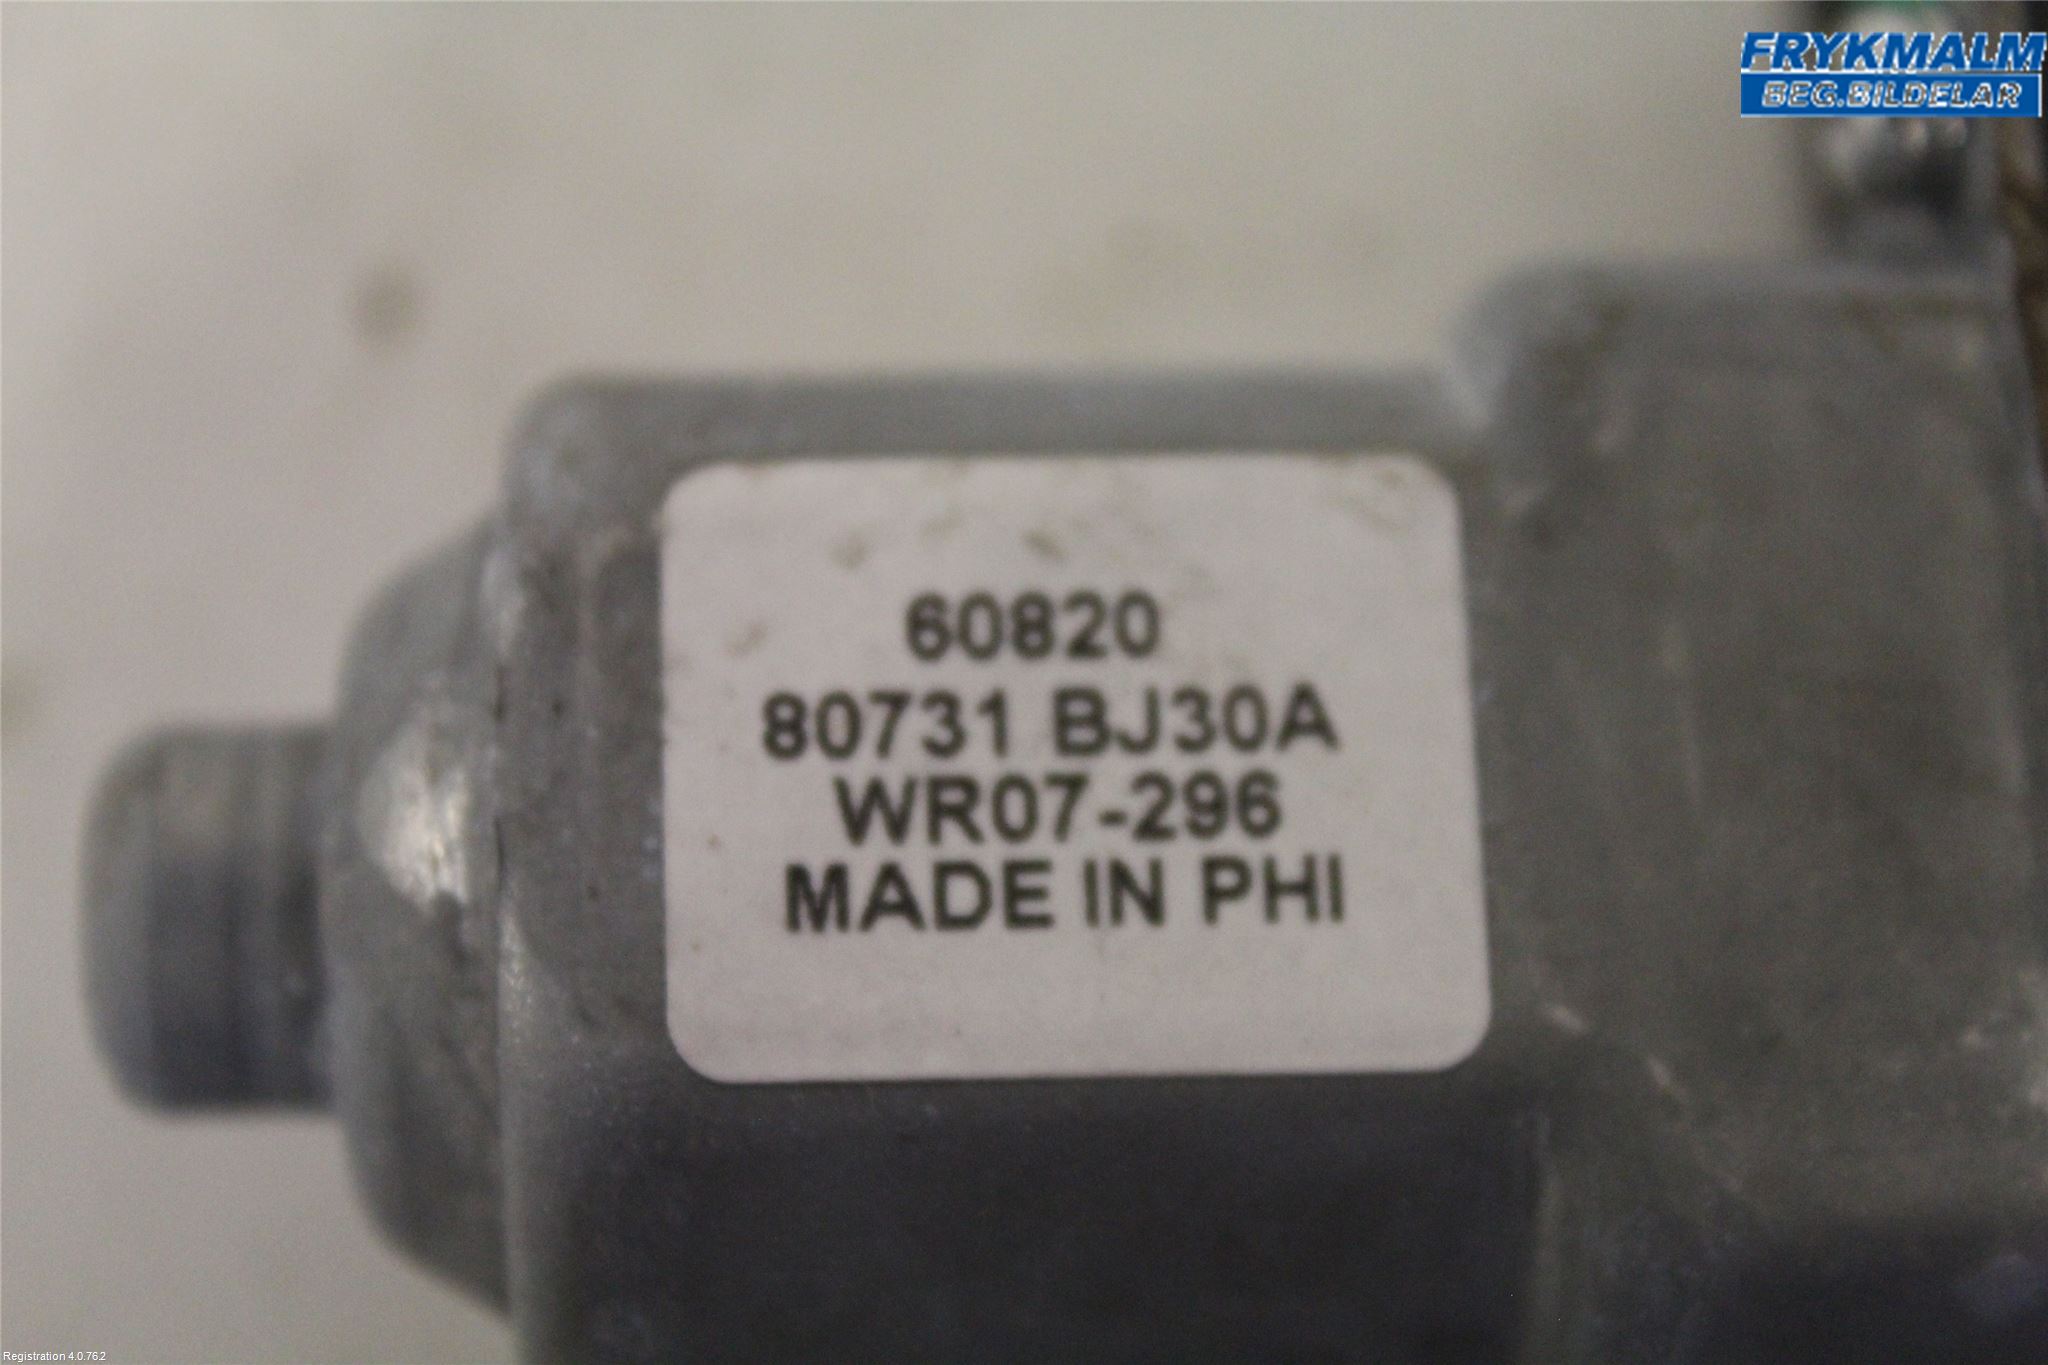 FRYKMALM
BEG.BILDELAR
60820
80731 BJ30A
WR07-296
MADE IN PHI
Registration 4.0.762